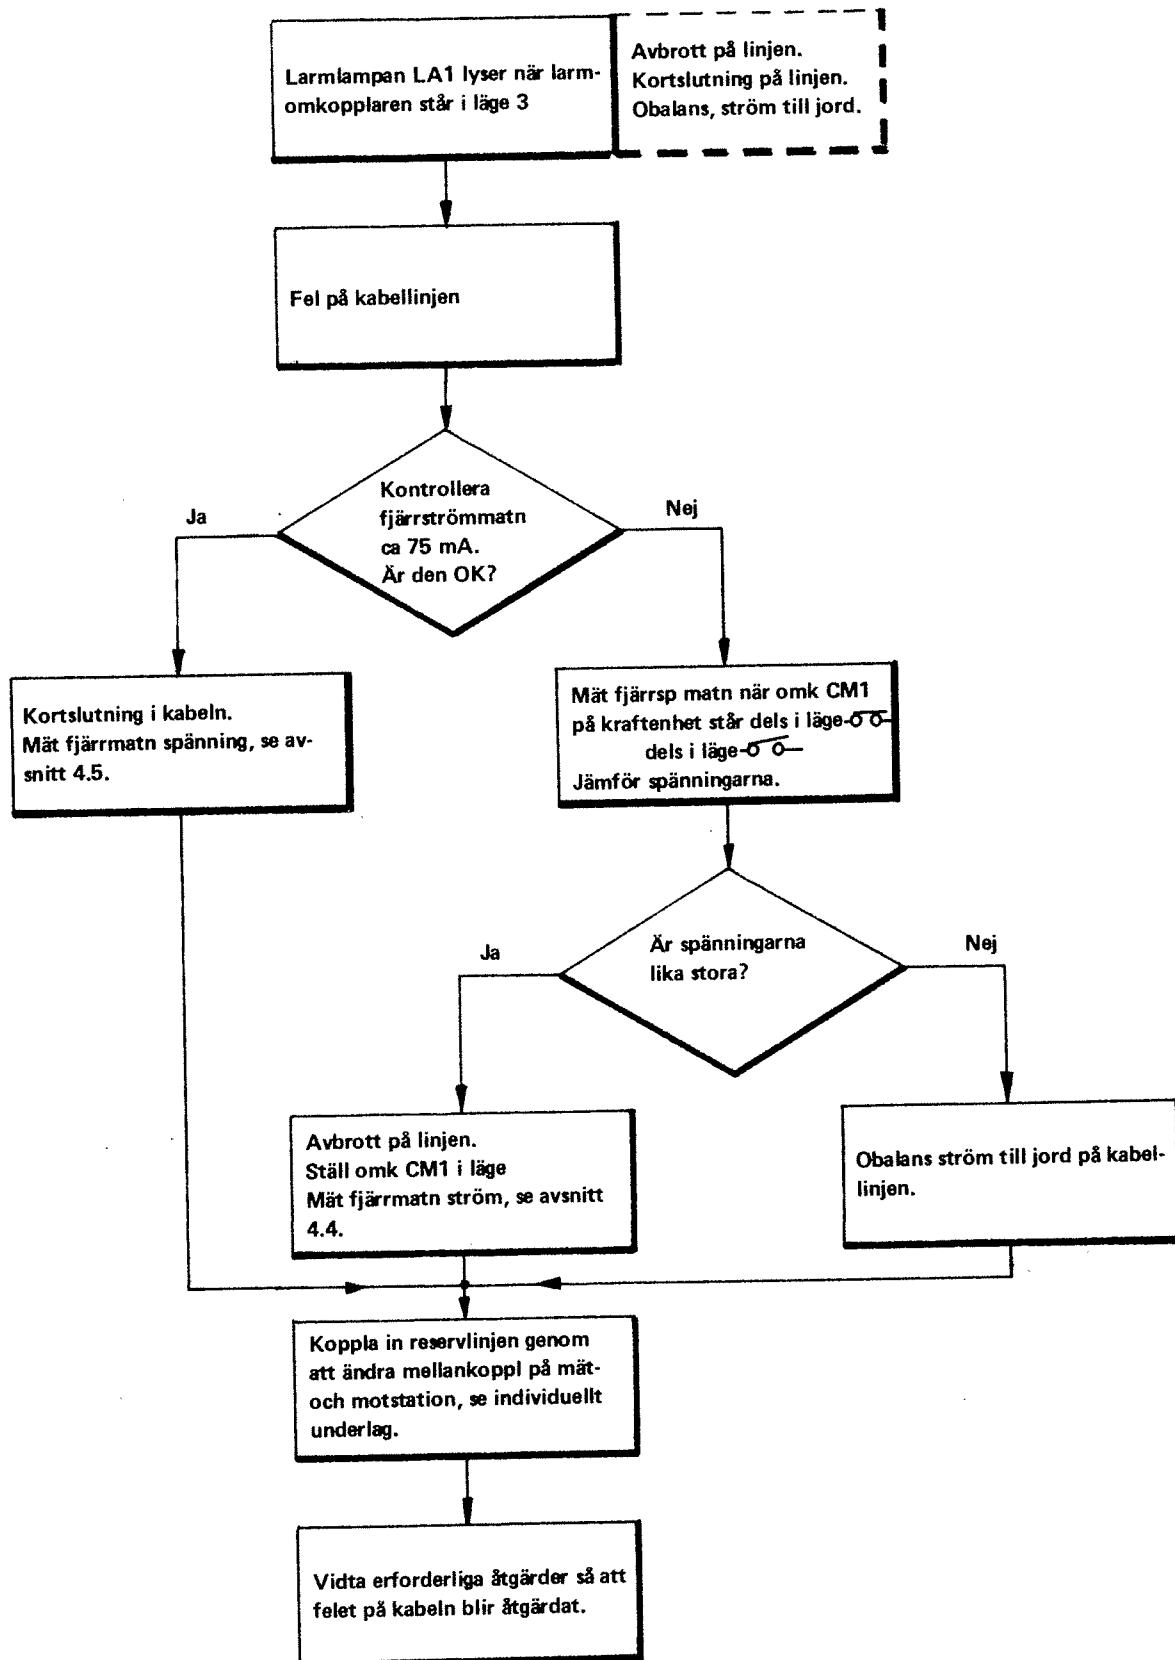 Larmlampan LA1 lyser när larm-
omkopplaren står i läge 3
Avbrott på linjen.
Kortslutning på linjen.
Obalans, ström till jord.
Fel på kabellinjen
Kontrollera
fjärrströmmatn
ca 75 mA.
Är den OK?
Ja
Nej
Kortslutning i kabeln.
Mät fjärrmatn spänning, se av-
snitt 4.5.
Mät fjärrsp matn när omk CM1
på kraftenhet står dels i läge
dels i läge
Jämför spänningarna.
Är spänningarna
lika stora?
Ja
Nej
Avbrott på linjen.
Ställ omk CM1 i läge
Mät fjärrmatn ström, se avsnitt
4.4.
Obalans ström till jord på kabel-
linjen.
Koppla in reservlinjen genom
att ändra mellankoppl på mät-
och motstation, se individuellt
underlag.
Vidta erforderliga åtgärder så att
felet på kabeln blir åtgärdat.